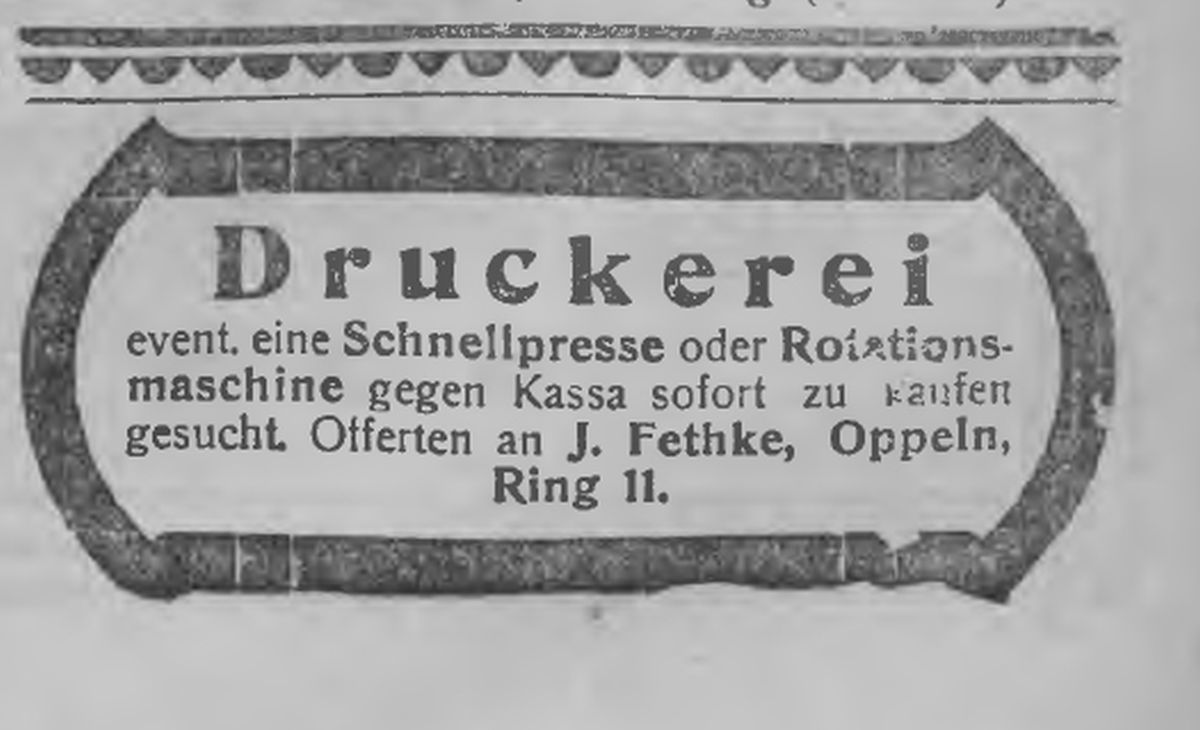 Druckerei
event. eine Schnellpresse oder Rotations-
maschine gegen Kassa sofort zu kaufen
gesucht. Offerten an J. Fethke, Oppeln,
Ring 11.